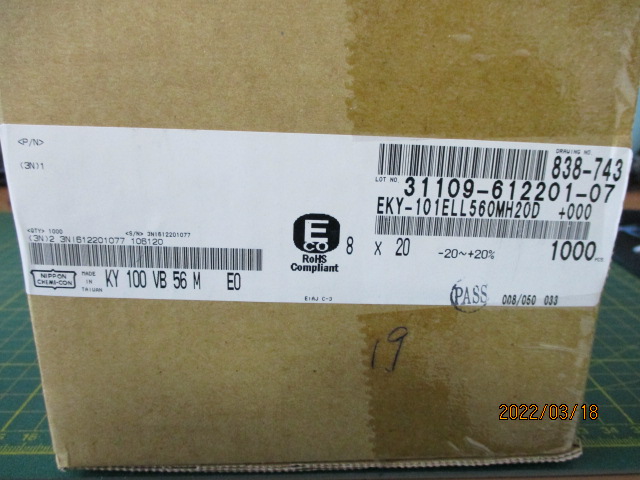 <P/N>
DRAWING NO.
838-743
(3N)1
LOT NO.
31109-612201-07
EKY-101ELL560MH20D +000
<QTY> 1000 <S/N> 3N1612201077
(3N)2 3N1612201077 106120
ECO
RoHS
Compliant
8 X 20 -20~+20% 1000 PCS
NIPPON
CHEMI-CON
MADE
IN
TAIWAN
KY 100 VB 56 M E0
EIAJ C-3
PASS 008/050 033
19
2022/03/18